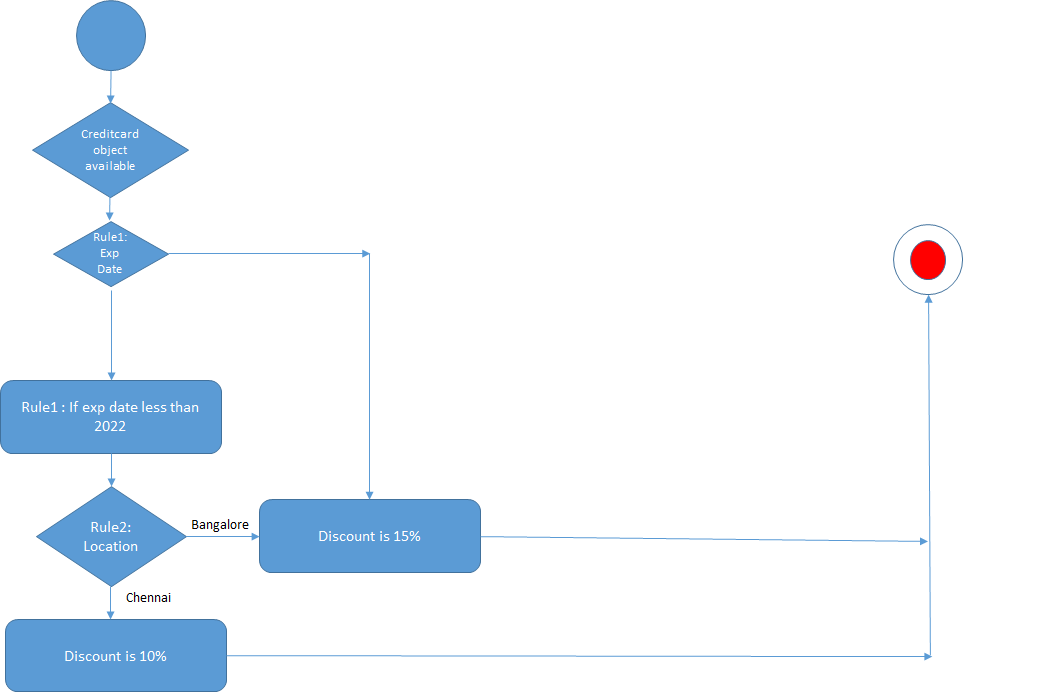 Creditcard
object
available
Rule1:
Exp
Date
Rule1 : If exp date less than
2022
Rule2:
Location
Bangalore
Discount is 15%
Chennai
Discount is 10%